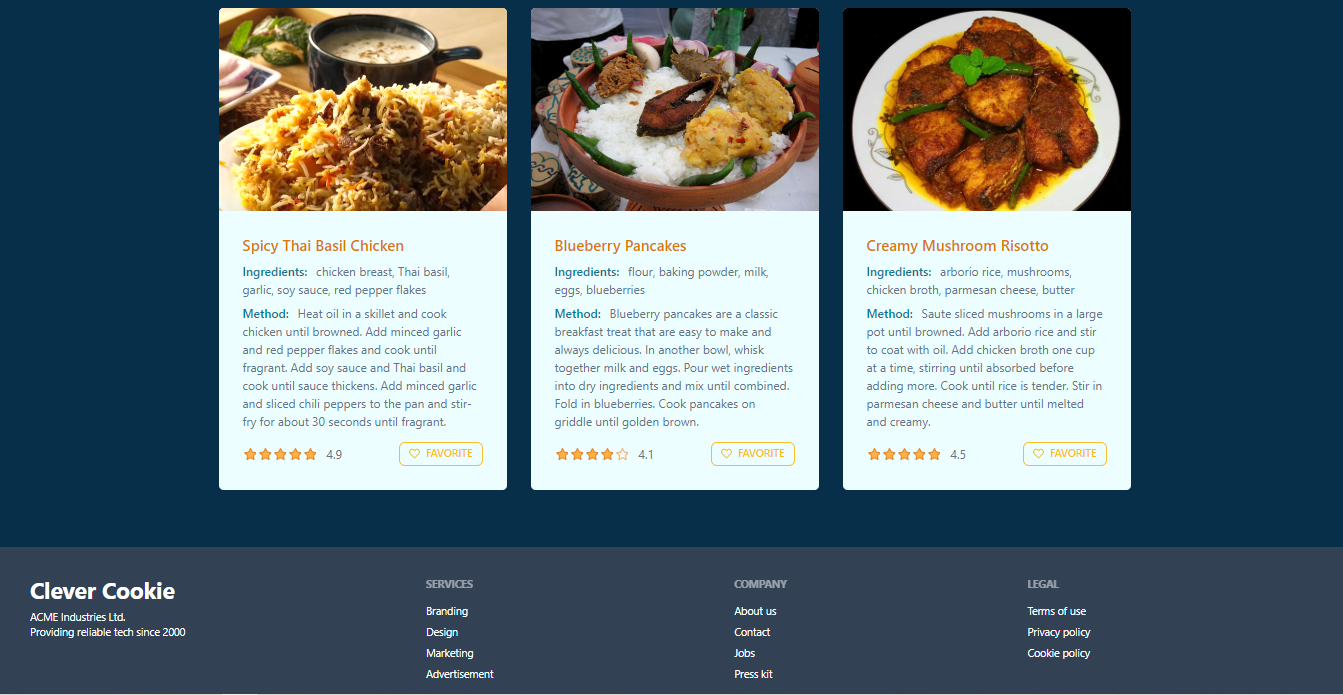 Spicy Thai Basil Chicken
Ingredients: chicken breast, Thai basil,
garlic, soy sauce, red pepper flakes
Method: Heat oil in a skillet and cook
chicken until browned. Add minced garlic
and red pepper flakes and cook until
fragrant. Add soy sauce and Thai basil and
cook until sauce thickens. Add minced garlic
and sliced chili peppers to the pan and stir-
fry for about 30 seconds until fragrant.
4.9
FAVORITE
Blueberry Pancakes
Ingredients: flour, baking powder, milk,
eggs, blueberries
Method: Blueberry pancakes are a classic
breakfast treat that are easy to make and
always delicious. In another bowl, whisk
together milk and eggs. Pour wet ingredients
into dry ingredients and mix until combined.
Fold in blueberries. Cook pancakes on
griddle until golden brown.
4.1
FAVORITE
Creamy Mushroom Risotto
Ingredients: arborio rice, mushrooms,
chicken broth, parmesan cheese, butter
Method: Saute sliced mushrooms in a large
pot until browned. Add arborio rice and stir
to coat with oil. Add chicken broth one cup
at a time, stirring until absorbed before
adding more. Cook until rice is tender. Stir in
parmesan cheese and butter until melted
and creamy.
4.5
FAVORITE
Clever Cookie
ACME Industries Ltd.
Providing reliable tech since 2000
SERVICES
Branding
Design
Marketing
Advertisement
COMPANY
About us
Contact
Jobs
Press kit
LEGAL
Terms of use
Privacy policy
Cookie policy